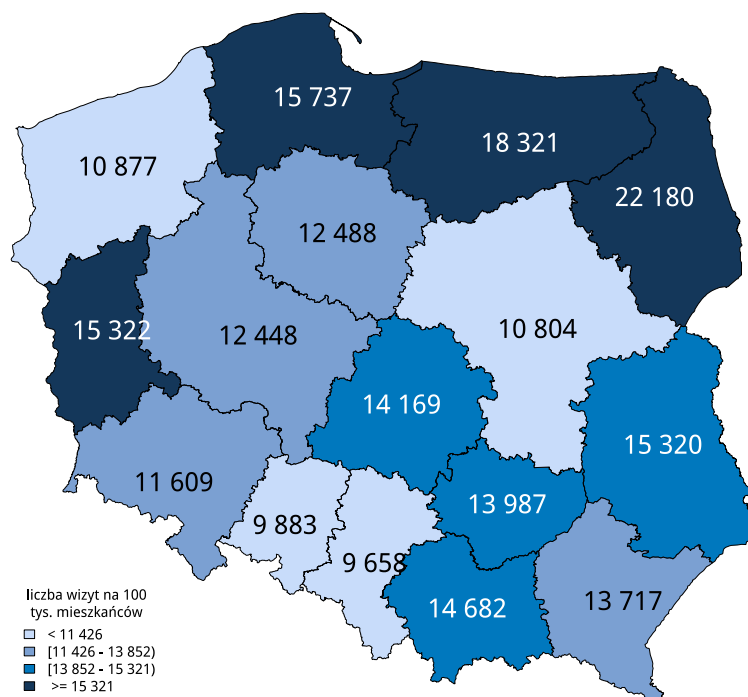 15 737
18 321
10 877
22 180
12 488
15 322
12 448
10 804
14 169
15 320
11 609
13 987
9 883
9 658
14 682
13 717
liczba wizyt na 100
tys. mieszkańców
< 11 426
[11 426 - 13 852)
[13 852 - 15 321)
>= 15 321